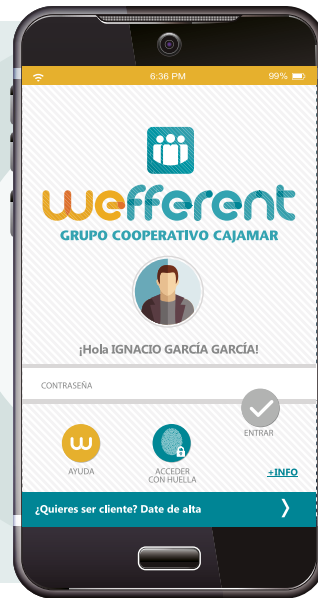 6:36 PM
99%
wefferent
GRUPO COOPERATIVO CAJAMAR
¡Hola IGNACIO GARCÍA GARCÍA!
CONTRASEÑA
ENTRAR
w
AYUDA
ACCEDER
CON HUELLA
+INFO
¿Quieres ser cliente? Date de alta